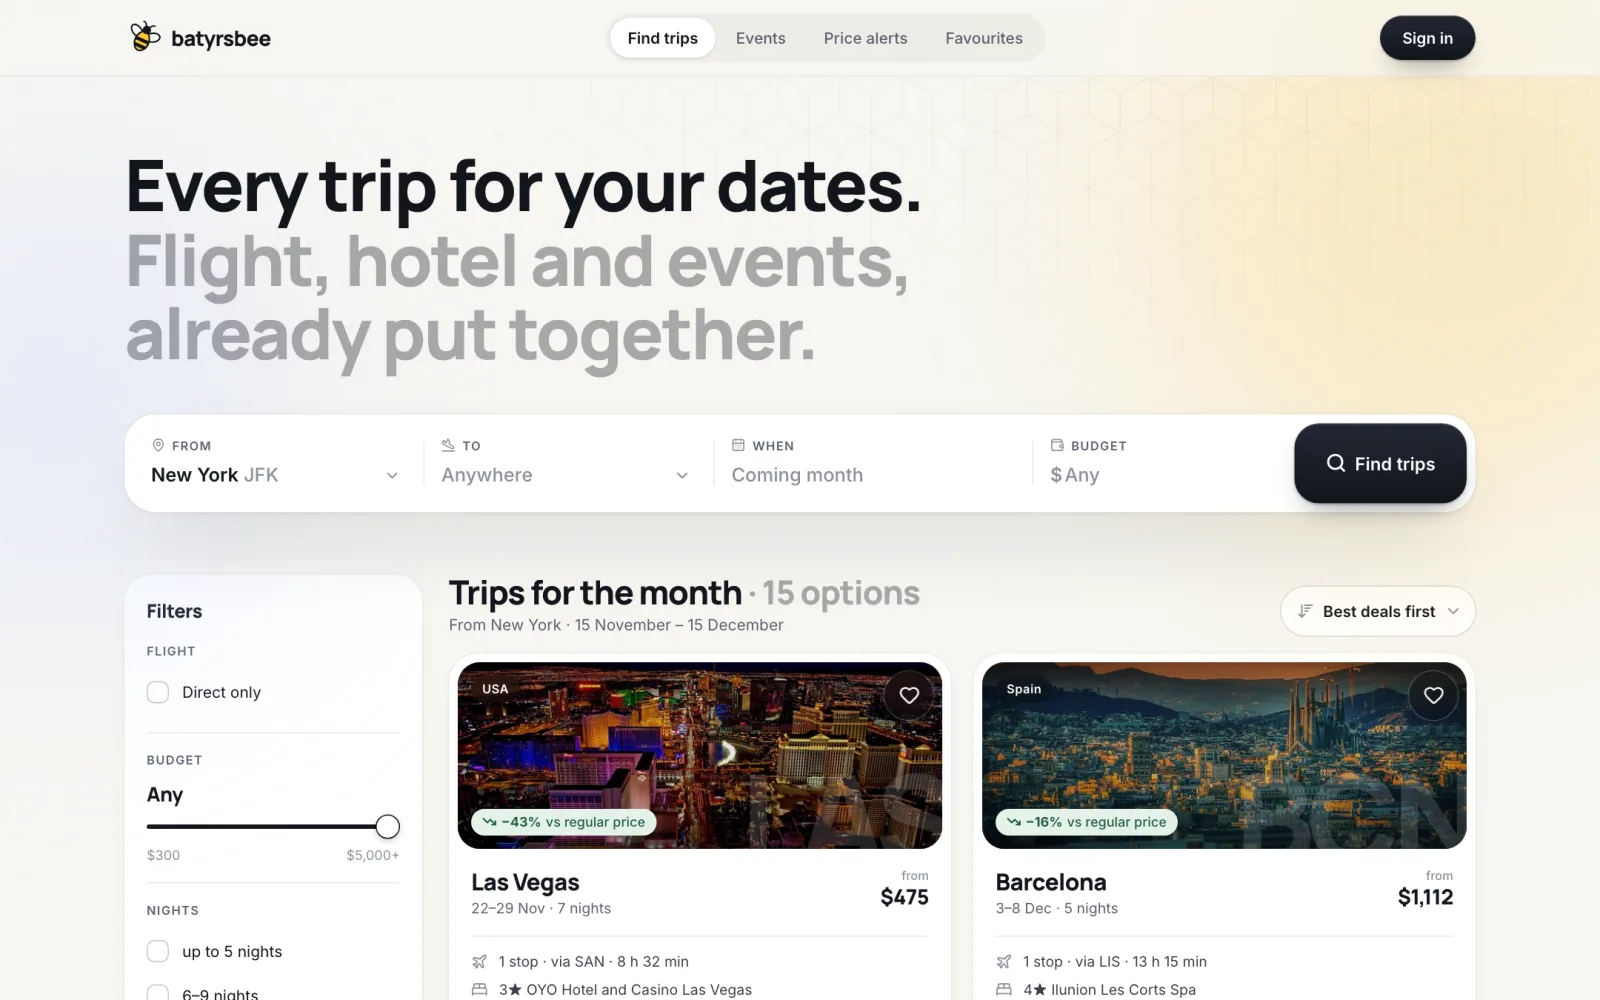 batyrsbee
Find trips
Events
Price alerts
Favourites
Sign in
Every trip for your dates.
Flight, hotel and events,
already put together.
FROM
New York JFK
TO
Anywhere
WHEN
Coming month
BUDGET
$ Any
Find trips
Filters
FLIGHT
Direct only
BUDGET
Any
$300
$5,000+
NIGHTS
up to 5 nights
6–9 nights
Trips for the month · 15 options
From New York · 15 November – 15 December
Best deals first
USA
LAS
−43% vs regular price
Las Vegas
22–29 Nov · 7 nights
from
$475
1 stop · via SAN · 8 h 32 min
3★ OYO Hotel and Casino Las Vegas
Spain
BCN
−16% vs regular price
Barcelona
3–8 Dec · 5 nights
from
$1,112
1 stop · via LIS · 13 h 15 min
4★ Ilunion Les Corts Spa